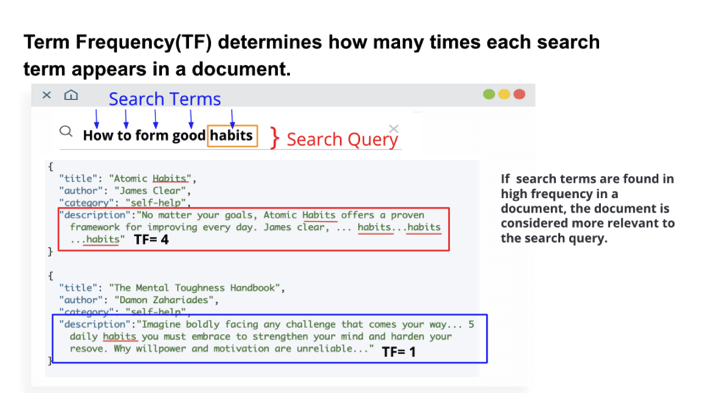 Term Frequency(TF) determines how many times each search
term appears in a document.
Search Terms
How to form good habits
} Search Query
{
"title": "Atomic Habits",
"author": "James Clear",
"category": "self-help",
"description":"No matter your goals, Atomic Habits offers a proven
framework for improving every day. James clear, ... habits...habits
...habits" TF= 4
}
{
"title": "The Mental Toughness Handbook",
"author": "Damon Zahariades",
"category": "self-help",
"description":"Imagine boldly facing any challenge that comes your way... 5
daily habits you must embrace to strengthen your mind and harden your
resove. Why willpower and motivation are unreliable..." TF= 1
}
If search terms are found in
high frequency in a
document, the document is
considered more relevant to
the search query.